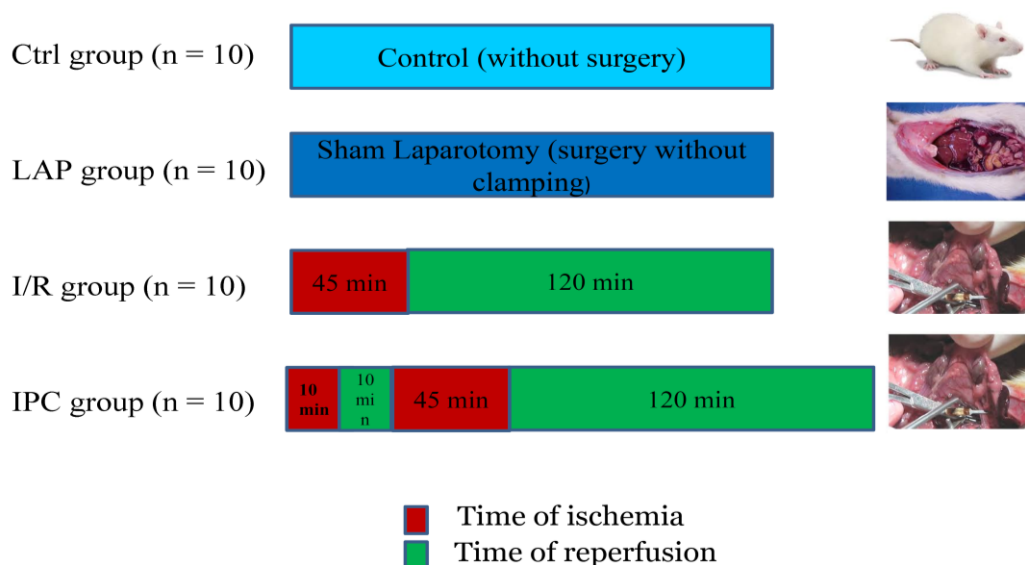 Ctrl group (n = 10)
Control (without surgery)
LAP group (n = 10)
Sham Laparotomy (surgery without
clamping)
I/R group (n = 10)
45 min
120 min
IPC group (n = 10)
10
min
10
mi
n
45 min
120 min
Time of ischemia
Time of reperfusion